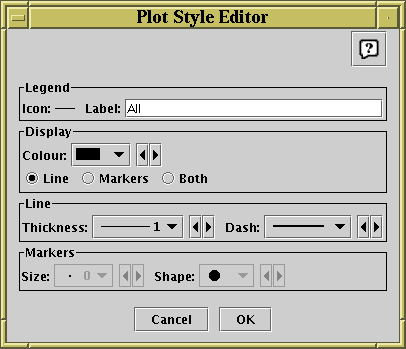 Plot Style Editor
?
Legend
Icon: Label: All
Display
Colour:
Line Markers Both
Line
Thickness: 1 Dash:
Markers
Size: 0 Shape:
Cancel OK